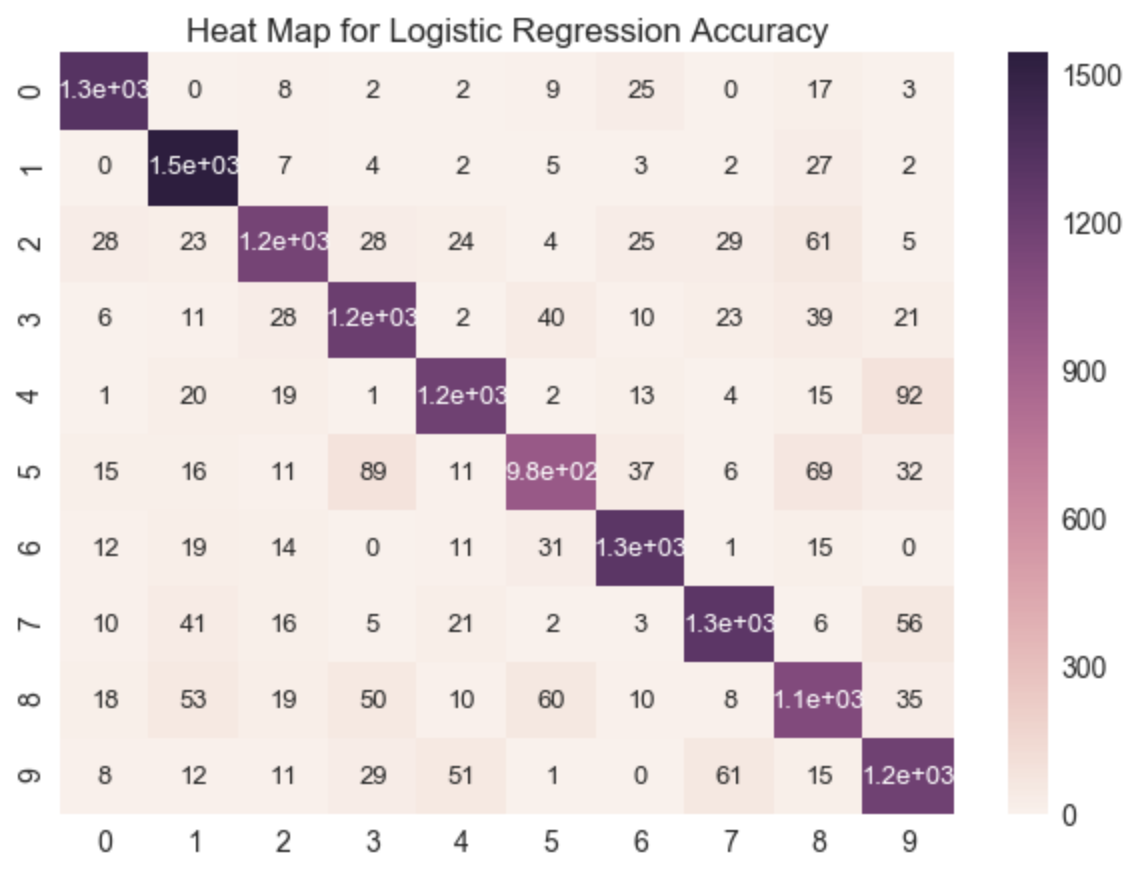 Heat Map for Logistic Regression Accuracy
0 1.3e+03 0 8 2 2 9 25 0 17 3
1 0 1.5e+03 7 4 2 5 3 2 27 2
2 28 23 1.2e+03 28 24 4 25 29 61 5
3 6 11 28 1.2e+03 2 40 10 23 39 21
4 1 20 19 1 1.2e+03 2 13 4 15 92
5 15 16 11 89 11 9.8e+02 37 6 69 32
6 12 19 14 0 11 31 1.3e+03 1 15 0
7 10 41 16 5 21 2 3 1.3e+03 6 56
8 18 53 19 50 10 60 10 8 1.1e+03 35
9 8 12 11 29 51 1 0 61 15 1.2e+03
0 1 2 3 4 5 6 7 8 9
1500
1200
900
600
300
0